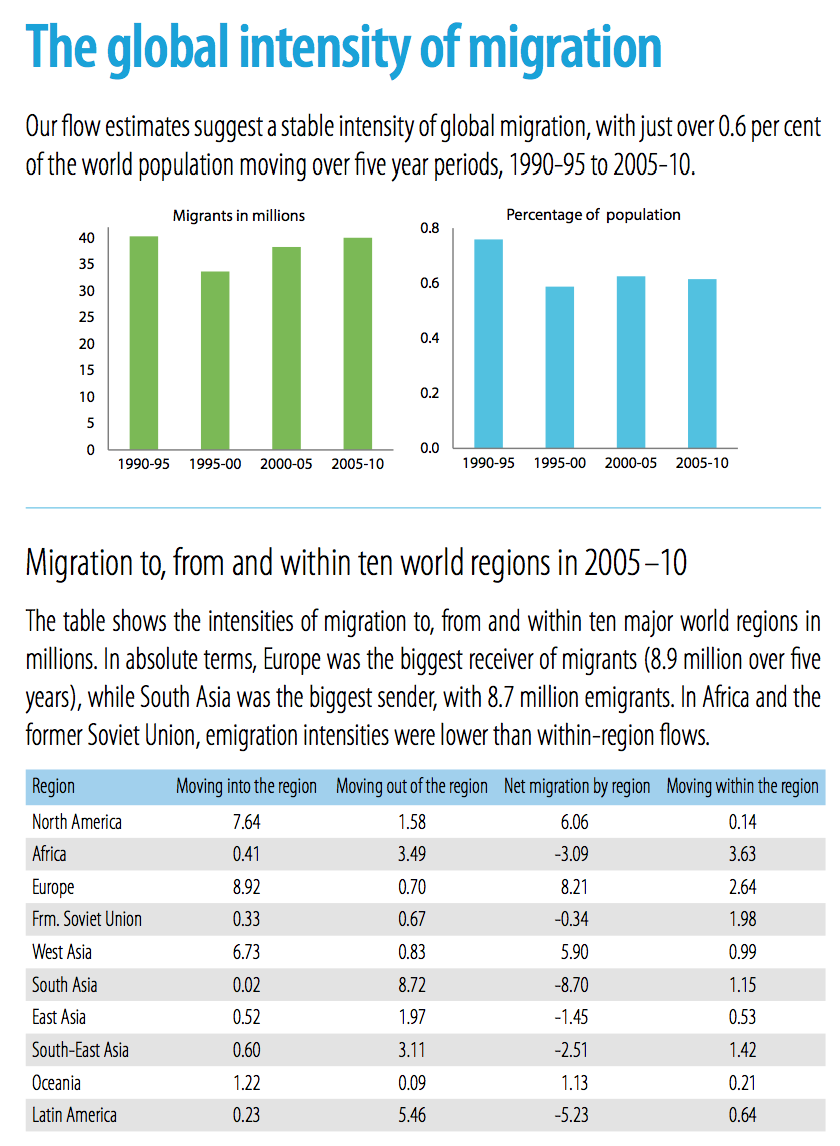 The global intensity of migration
Our flow estimates suggest a stable intensity of global migration, with just over 0.6 per cent
of the world population moving over five year periods, 1990-95 to 2005-10.
Migrants in millions
40
35
30
25
20
15
10
5
0
1990-95 1995-00 2000-05 2005-10
Percentage of population
0.8
0.6
0.4
0.2
0.0
1990-95 1995-00 2000-05 2005-10
Migration to, from and within ten world regions in 2005–10
The table shows the intensities of migration to, from and within ten major world regions in
millions. In absolute terms, Europe was the biggest receiver of migrants (8.9 million over five
years), while South Asia was the biggest sender, with 8.7 million emigrants. In Africa and the
former Soviet Union, emigration intensities were lower than within-region flows.
Region Moving into the region Moving out of the region Net migration by region Moving within the region
North America 7.64 1.58 6.06 0.14
Africa 0.41 3.49 -3.09 3.63
Europe 8.92 0.70 8.21 2.64
Frm. Soviet Union 0.33 0.67 -0.34 1.98
West Asia 6.73 0.83 5.90 0.99
South Asia 0.02 8.72 -8.70 1.15
East Asia 0.52 1.97 -1.45 0.53
South-East Asia 0.60 3.11 -2.51 1.42
Oceania 1.22 0.09 1.13 0.21
Latin America 0.23 5.46 -5.23 0.64